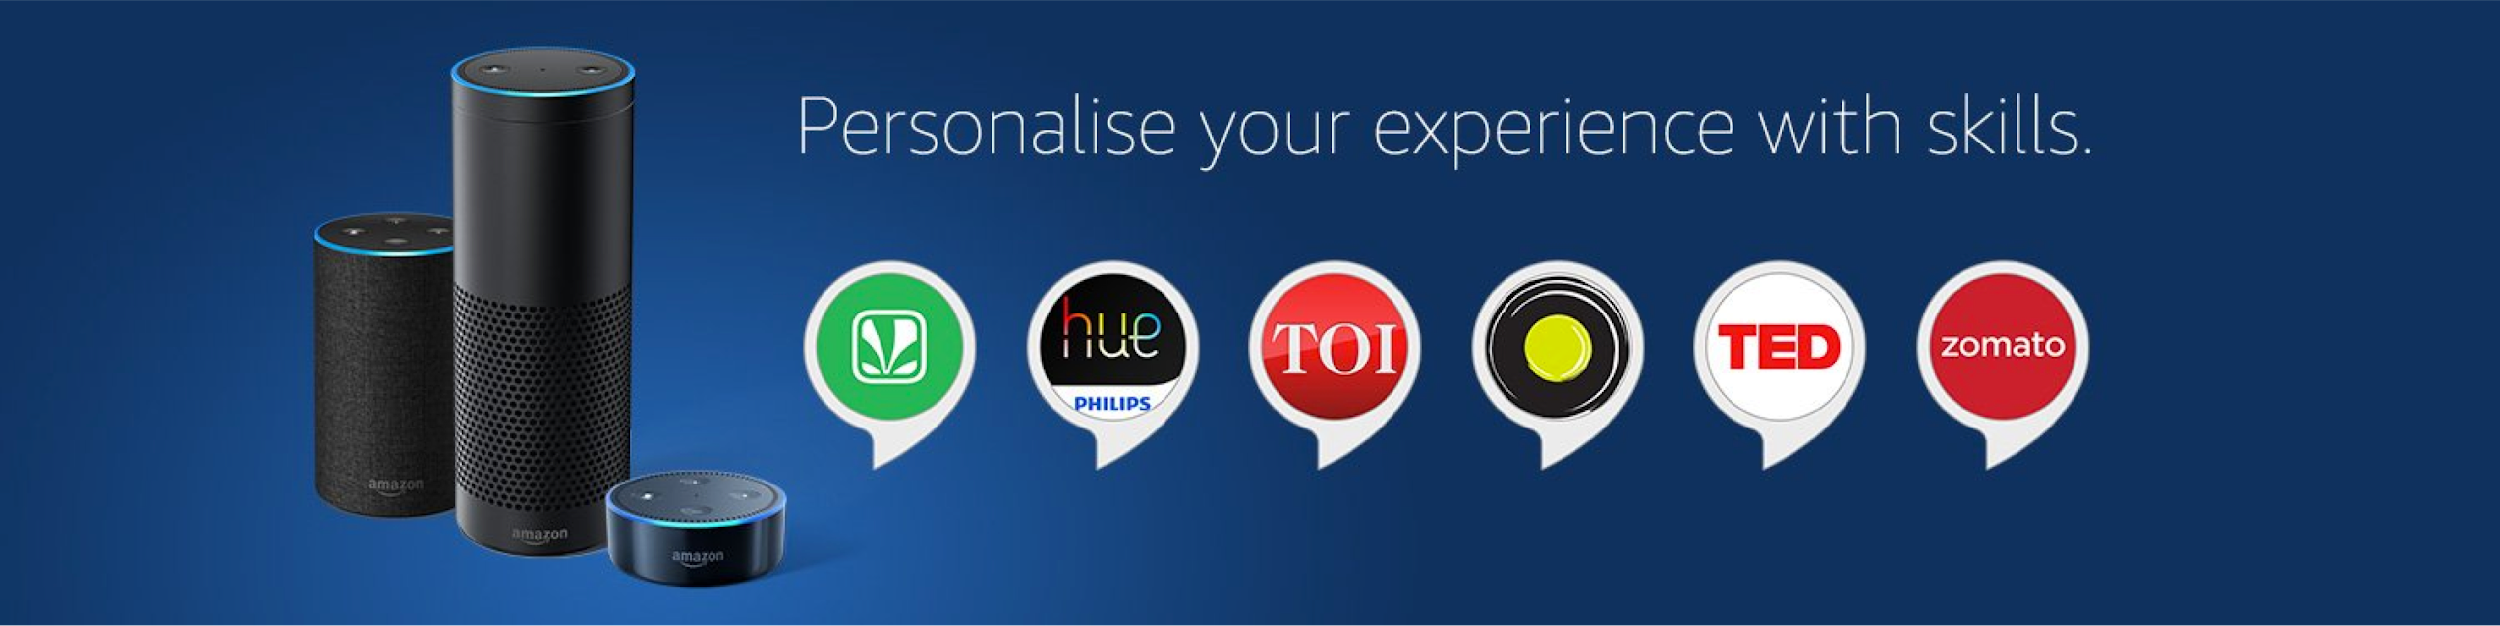 Personalise your experience with skills.
hue
PHILIPS
TOI
TED
zomato
amazon
amazon
amazon